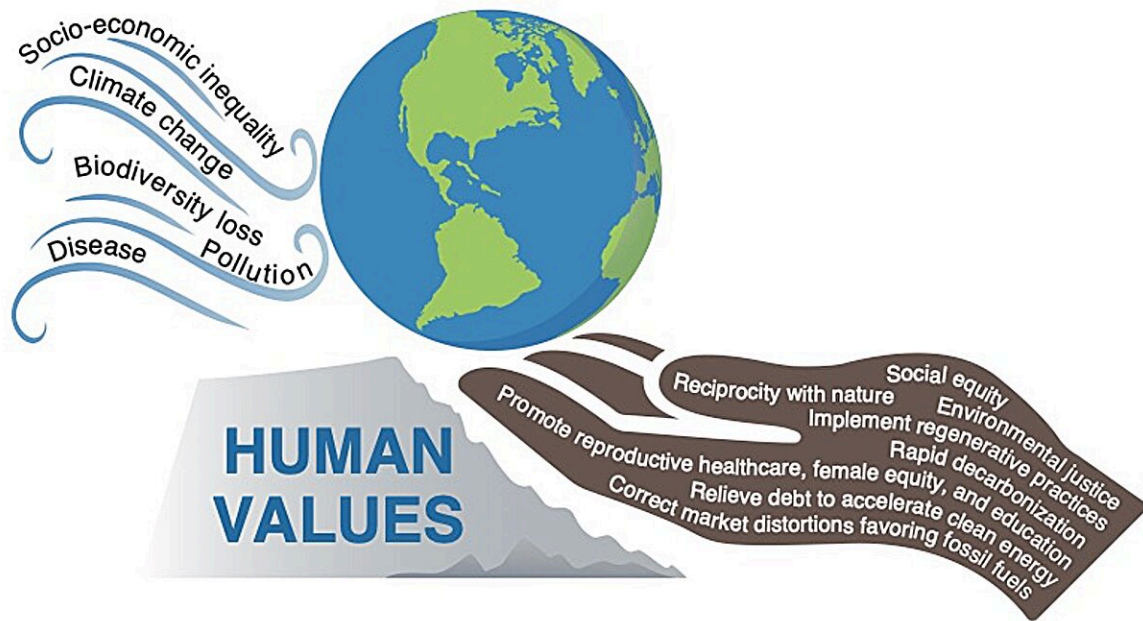 Socio-economic inequality
Climate change
Biodiversity loss
Pollution
Disease
HUMAN
VALUES
Social equity
Reciprocity with nature
Environmental justice
Implement regenerative practices
Rapid decarbonization
Promote reproductive healthcare, female equity, and education
Relieve debt to accelerate clean energy
Correct market distortions favoring fossil fuels